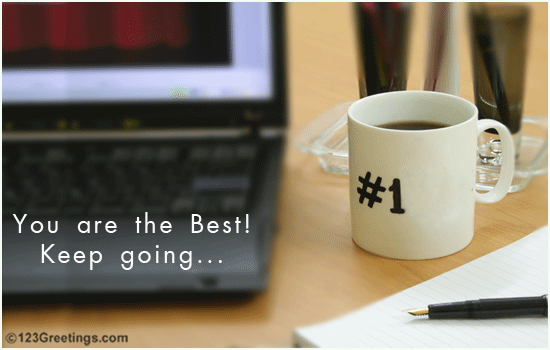 #1
You are the Best!
Keep going...
©123Greetings.com